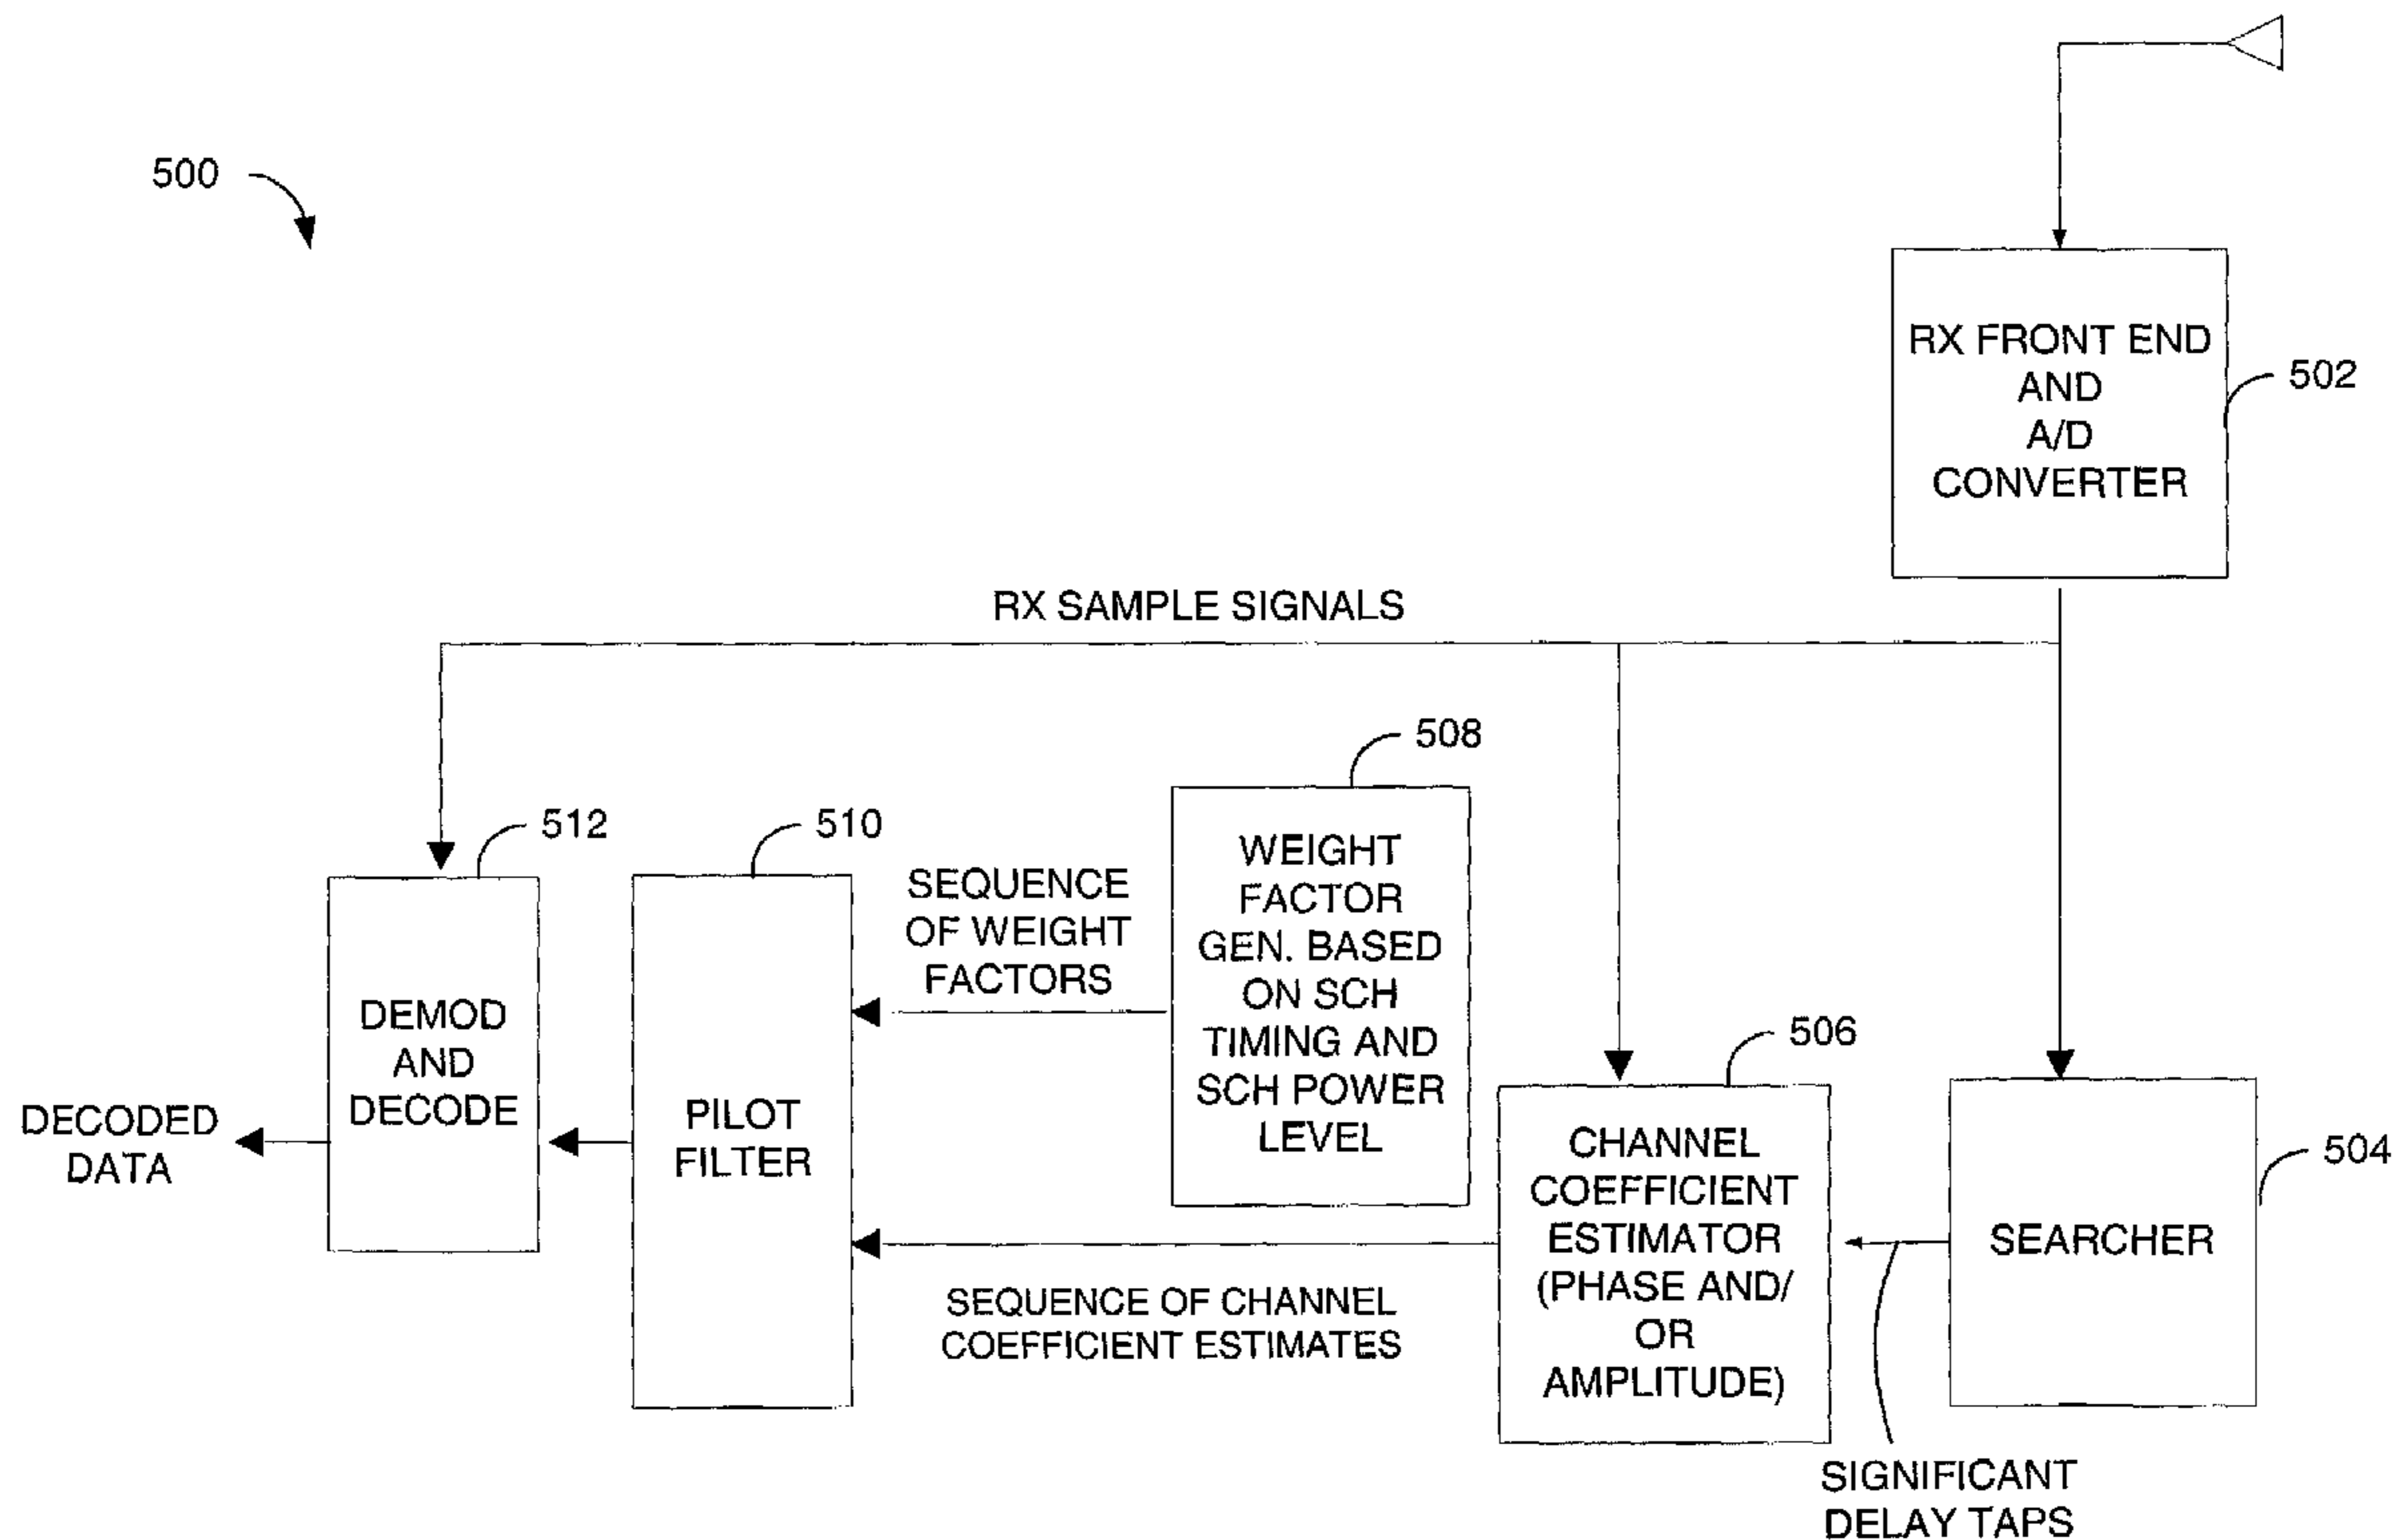 500
RX FRONT END
AND
A/D
CONVERTER
502
RX SAMPLE SIGNALS
508
WEIGHT
FACTOR
GEN. BASED
ON SCH
TIMING AND
SCH POWER
LEVEL
512
510
SEQUENCE
OF WEIGHT
FACTORS
DEMOD
AND
DECODE
PILOT
FILTER
DECODED
DATA
506
CHANNEL
COEFFICIENT
ESTIMATOR
(PHASE AND/
OR
AMPLITUDE)
504
SEARCHER
SEQUENCE OF CHANNEL
COEFFICIENT ESTIMATES
SIGNIFICANT
DELAY TAPS